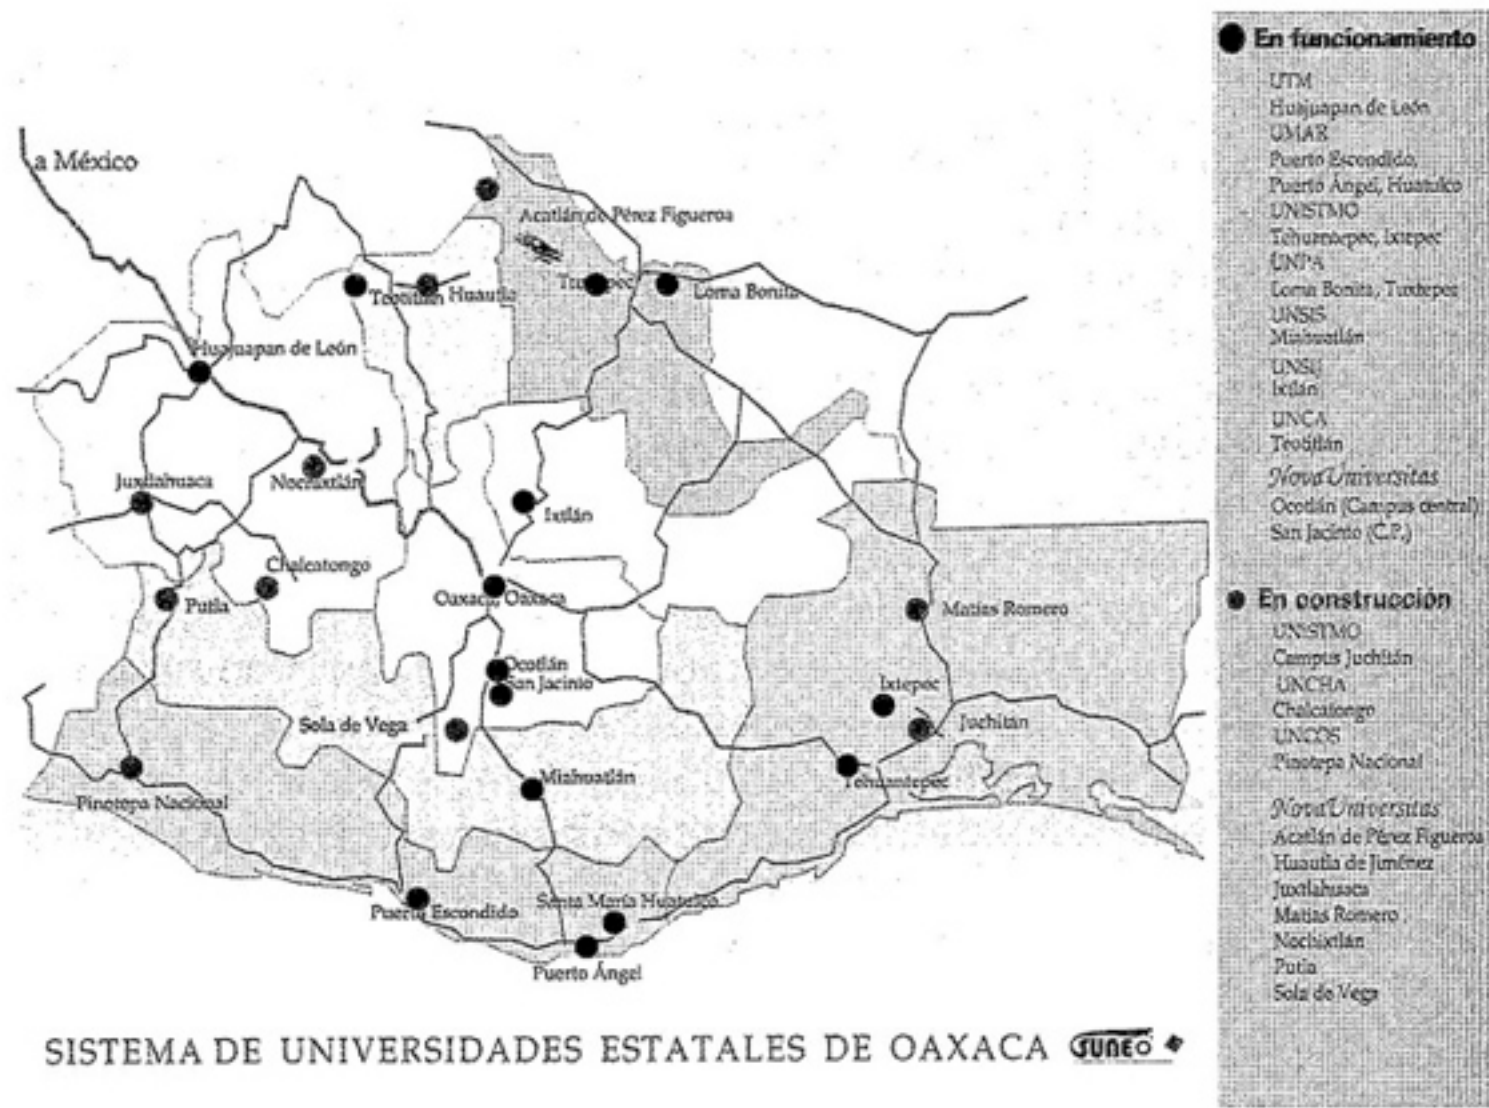 a México
Acatlán de Pérez Figueroa
Teotitlán
Huautla
Loma Bonita
Huajuapan de León
Juxtlahuaca
Nochixtlán
Ixtlán
Chalcatongo
Putla
Oaxaca
Matías Romero
Ocotlán
San Jacinto
Ixtepec
Sola de Vega
Juchitán
Miahuatlán
Tehuantepec
Pinotepa Nacional
Santa María Huatulco
Puerto Escondido
Puerto Ángel
SISTEMA DE UNIVERSIDADES ESTATALES DE OAXACA SUNEO
En funcionamiento
UTM
Huajuapan de León
UMAR
Puerto Escondido,
Puerto Ángel, Huatulco
UNISTMO
Tehuantepec, Ixtepec
UNPA
Loma Bonita, Tuxtepec
UNSIS
Miahuatlán
UNSIJ
Ixtlán
UNCA
Teotitlán
NovaUniversitas
Ocotlán (Campus central)
San Jacinto (C.P.)
En construcción
UNISTMO
Campus Juchitán
UNCHA
Chalcatongo
UNCOS
Pinotepa Nacional
NovaUniversitas
Acatlán de Pérez Figueroa
Huautla de Jiménez
Juxtlahuaca
Matías Romero
Nochixtlán
Putla
Sola de Vega